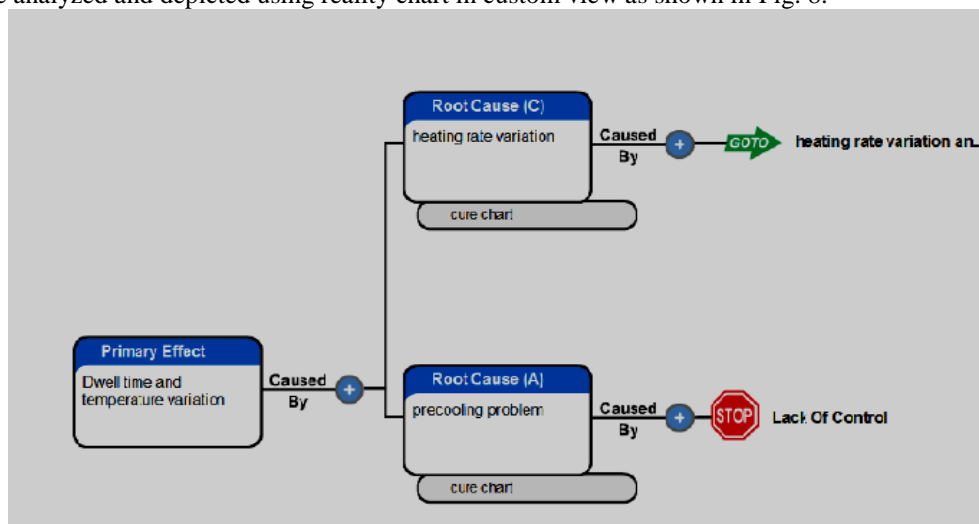 analyzed and depicted using reality chart in custom view as shown in Fig.
Root Cause (C)
heating rate variation
Caused
By
+
GOTO
heating rate variation an..
cure chart
Primary Effect
Dwell time and
temperature variation
Caused
By
+
Root Cause (A)
precooling problem
Caused
By
+
STOP
Lack Of Control
cure chart